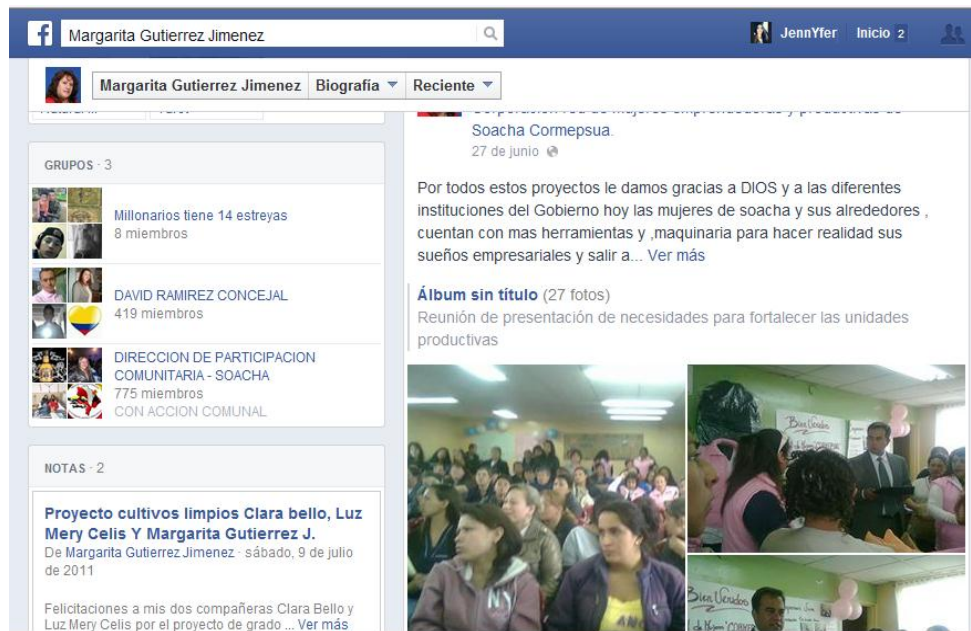 Margarita Gutierrez Jimenez
JennYfer
Inicio 2
Margarita Gutierrez Jimenez
Biografía
Reciente
GRUPOS · 3
Millonarios tiene 14 estreyas
8 miembros
DAVID RAMIREZ CONCEJAL
419 miembros
DIRECCION DE PARTICIPACION
COMUNITARIA - SOACHA
775 miembros
CON ACCION COMUNAL
NOTAS · 2
Proyecto cultivos limpios Clara bello, Luz
Mery Celis Y Margarita Gutierrez J.
De Margarita Gutierrez Jimenez · sábado, 9 de julio
de 2011
Felicitaciones a mis dos compañeras Clara Bello y
Luz Mery Celis por el proyecto de grado ... Ver más
Soacha Cormepsua.
27 de junio
Por todos estos proyectos le damos gracias a DIOS y a las diferentes
instituciones del Gobierno hoy las mujeres de soacha y sus alrededores ,
cuentan con mas herramientas y ,maquinaria para hacer realidad sus
sueños empresariales y salir a... Ver más
Álbum sin título (27 fotos)
Reunión de presentación de necesidades para fortalecer las unidades
productivas